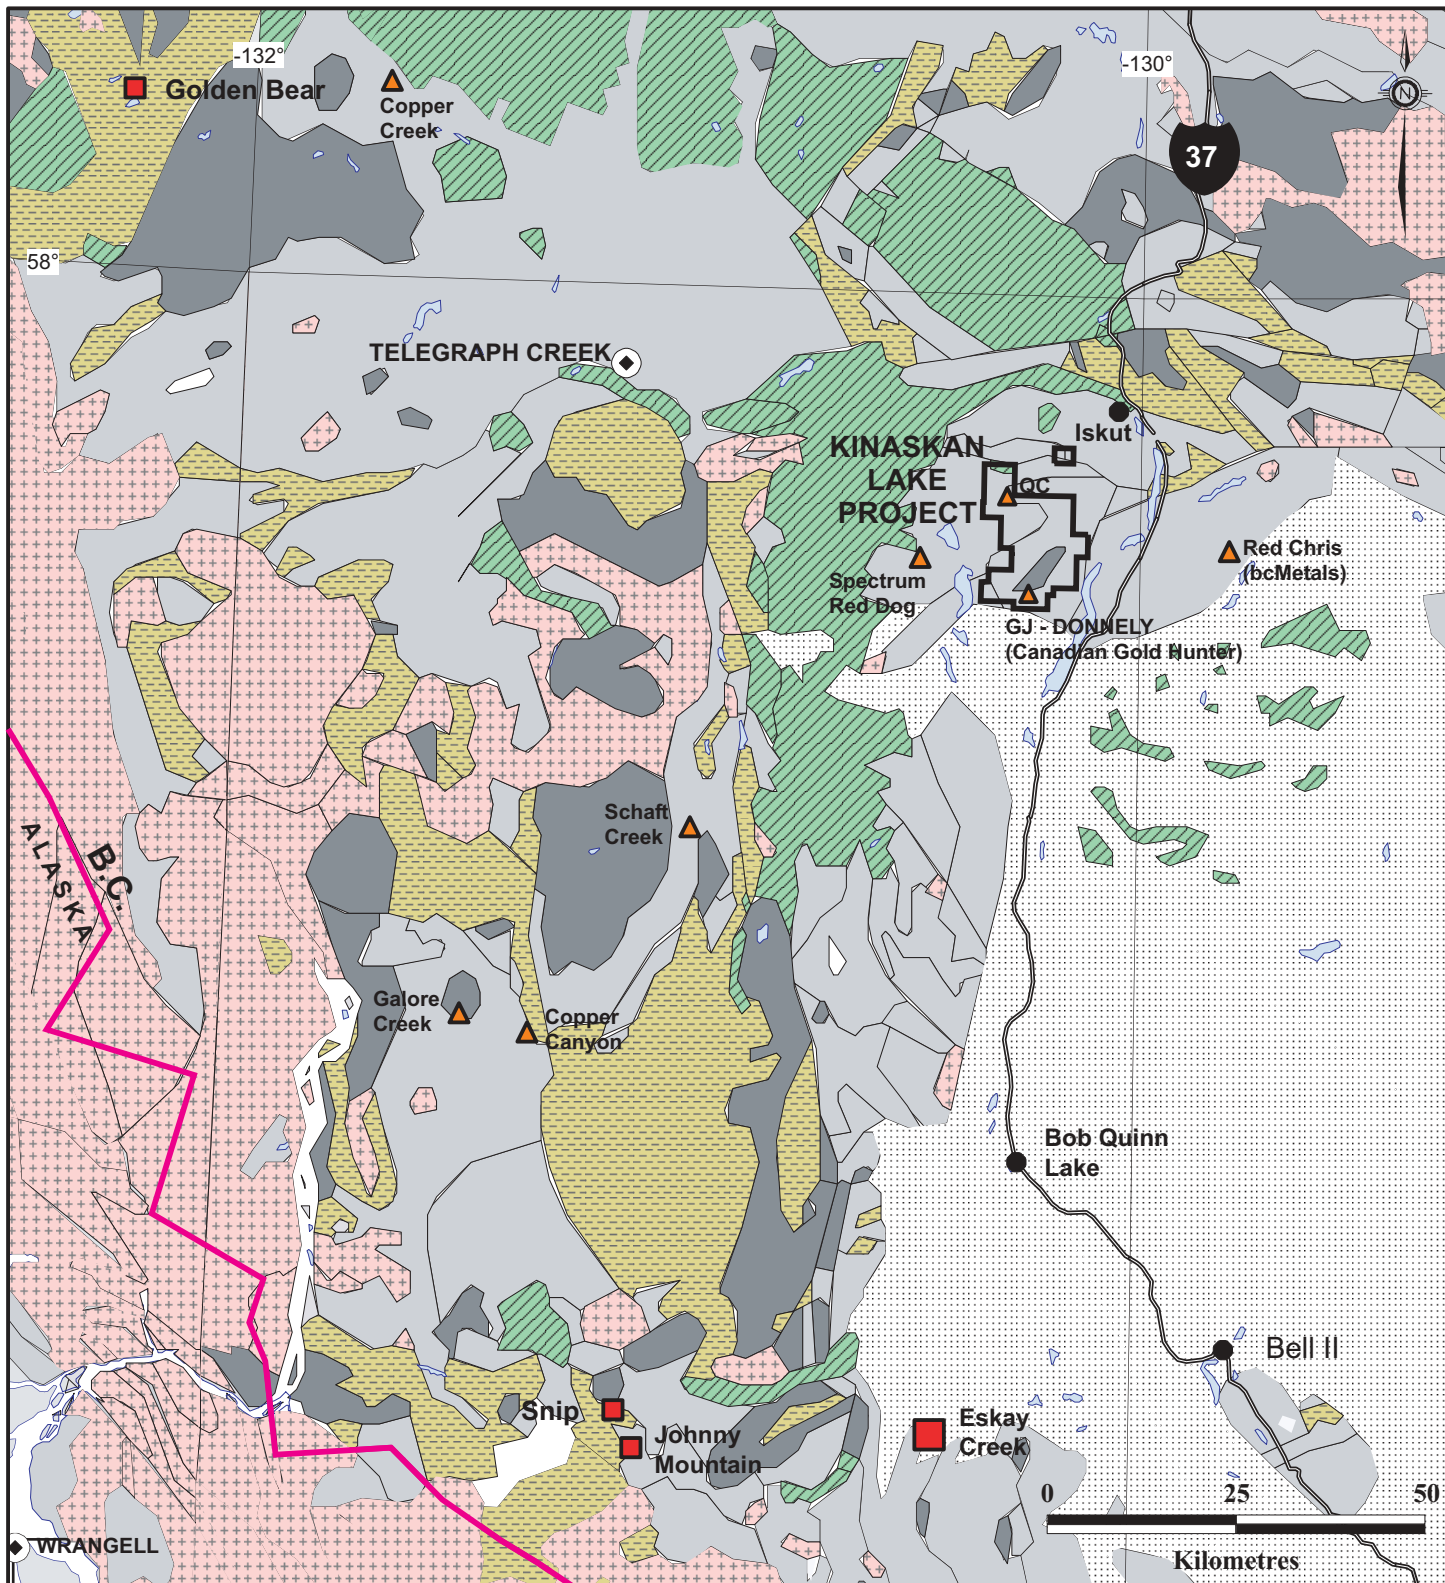 -132°
-130°
N
Golden Bear
Copper
Creek
37
58°
TELEGRAPH CREEK
Iskut
KINASKAN
LAKE
PROJECT
QC
Spectrum
Red Dog
Red Chris
(bcMetals)
GJ - DONNELY
(Canadian Gold Hunter)
Schaft
Creek
B.C.
ALASKA
Galore
Creek
Copper
Canyon
Bob Quinn
Lake
Bell II
Snip
Johnny
Mountain
Eskay
Creek
0 25 50
Kilometres
WRANGELL